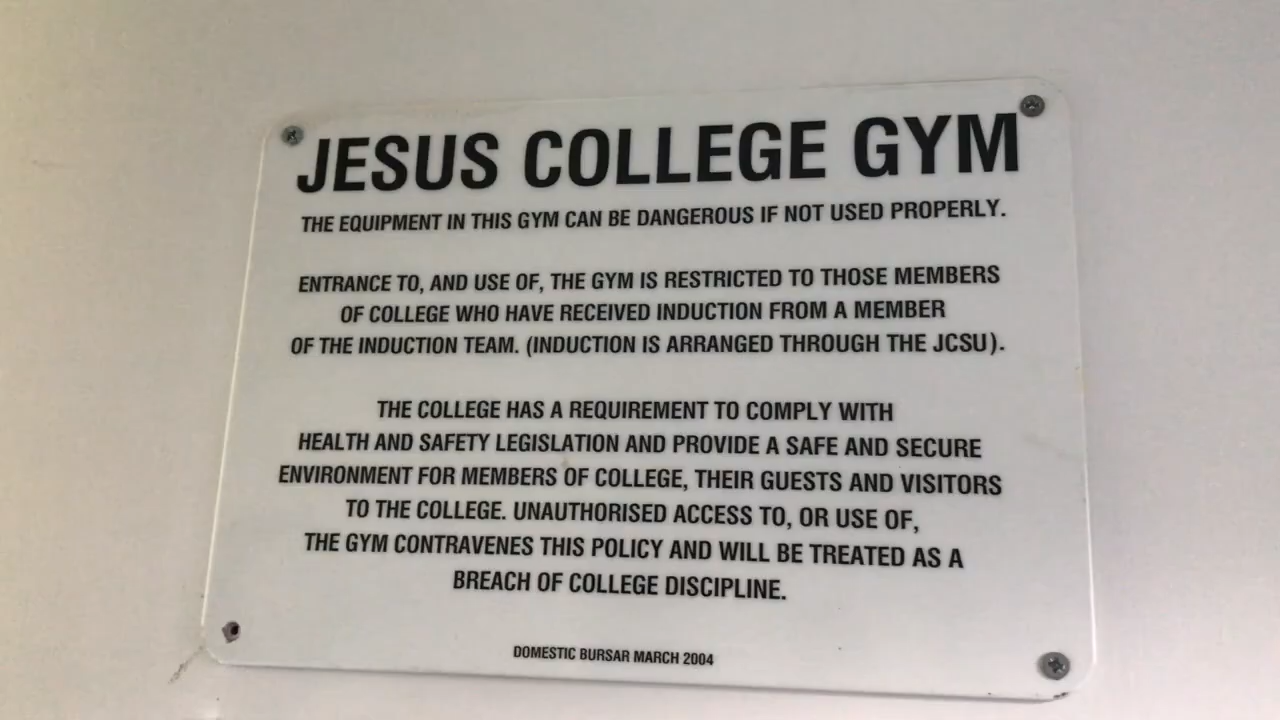 JESUS COLLEGE GYM
THE EQUIPMENT IN THIS GYM CAN BE DANGEROUS IF NOT USED PROPERLY.
ENTRANCE TO, AND USE OF, THE GYM IS RESTRICTED TO THOSE MEMBERS
OF COLLEGE WHO HAVE RECEIVED INDUCTION FROM A MEMBER
OF THE INDUCTION TEAM. (INDUCTION IS ARRANGED THROUGH THE JCSU).
THE COLLEGE HAS A REQUIREMENT TO COMPLY WITH
HEALTH AND SAFETY LEGISLATION AND PROVIDE A SAFE AND SECURE
ENVIRONMENT FOR MEMBERS OF COLLEGE, THEIR GUESTS AND VISITORS
TO THE COLLEGE. UNAUTHORISED ACCESS TO, OR USE OF,
THE GYM CONTRAVENES THIS POLICY AND WILL BE TREATED AS A
BREACH OF COLLEGE DISCIPLINE.
DOMESTIC BURSAR MARCH 2004